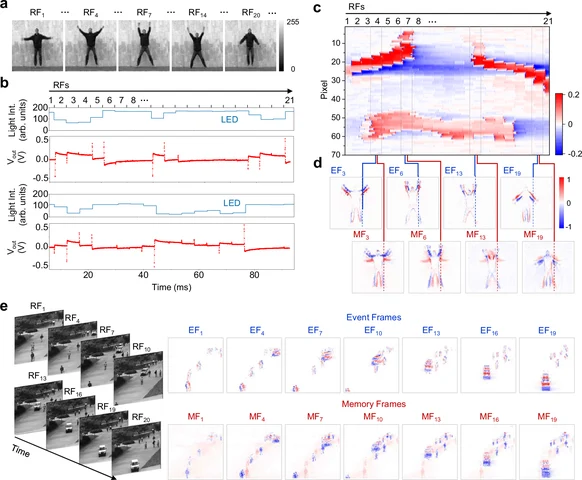 a
RF1 ... RF4 ... RF7 ... RF14 ... RF20 ...
255
0
b
RFs
1 2 3 4 5 6 7 8 ... 21
Light Int.
(arb. units)
200
100
0
LED
Vout
(V)
0.5
0.0
-0.5
Light Int.
(arb. units)
200
100
0
LED
Vout
(V)
0.5
0.0
-0.5
20 40 60 80
Time (ms)
c
RFs
1 2 3 4 5 6 7 8 ... 21
Pixel
10
20
30
40
50
60
70
0.2
0
-0.2
d
EF3 EF6 EF13 EF19
1
0
-1
MF3 MF6 MF13 MF19
e
RF1
RF4
RF7
RF10
RF13
RF16
RF19
RF20
Time
Event Frames
EF1 EF4 EF7 EF10 EF13 EF16 EF19
Memory Frames
MF1 MF4 MF7 MF10 MF13 MF16 MF19